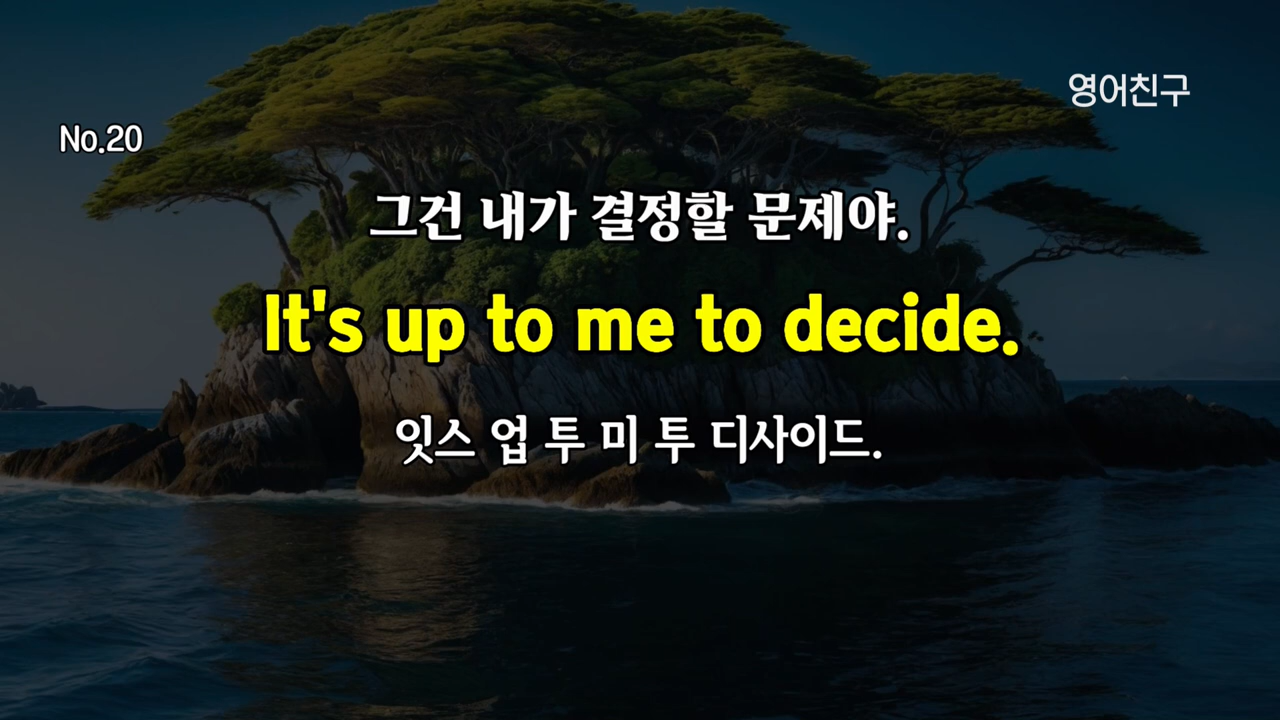 영어친구
No.20
그건 내가 결정할 문제야.
It's up to me to decide.
잇스 업 투 미 투 디사이드.